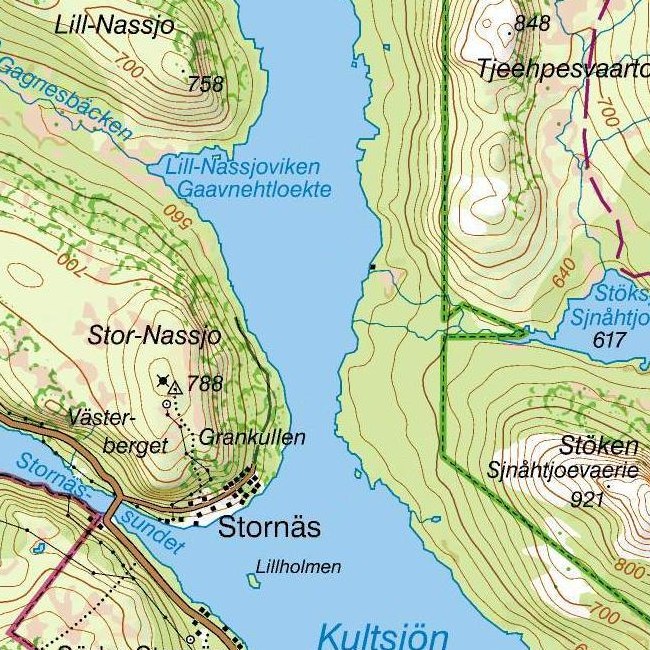 Lill-Nassjo
848
Tjeehpesvaarto
700
758
700
Gagnesbäcken
Lill-Nassjoviken
Gaavnehtloekte
560
700
640
Stöks
Sjnåhtjo
617
Stor-Nassjo
788
Väster-
berget
Grankullen
Stöken
Sjnåhtjoevaerie
921
Stornäs-
sundet
Stornäs
Lillholmen
800
700
Kultsjön